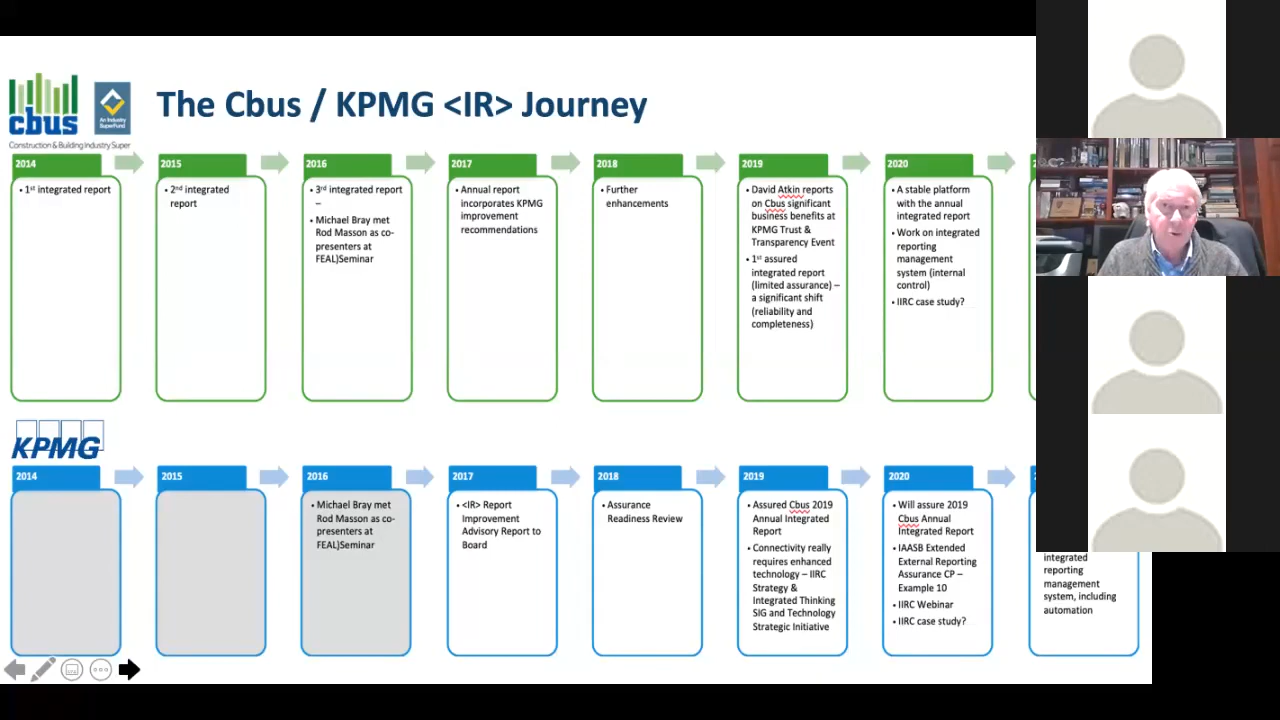 cbus
An Industry
SuperFund
Construction & Building Industry Super
The Cbus / KPMG <IR> Journey
2014
• 1st integrated report
2015
• 2nd integrated
report
2016
• 3rd integrated report
–
• Michael Bray met
Rod Masson as co-
presenters at
FEAL)Seminar
2017
• Annual report
incorporates KPMG
improvement
recommendations
2018
• Further
enhancements
2019
• David Atkin reports
on Cbus significant
business benefits at
KPMG Trust &
Transparency Event
• 1st assured
integrated report
(limited assurance) –
a significant shift
(reliability and
completeness)
2020
• A stable platform
with the annual
integrated report
• Work on integrated
reporting
management
system (internal
control)
• IIRC case study?
KPMG
2014
2015
2016
• Michael Bray met
Rod Masson as co-
presenters at
FEAL)Seminar
2017
• <IR> Report
Improvement
Advisory Report to
Board
2018
• Assurance
Readiness Review
2019
• Assured Cbus 2019
Annual Integrated
Report
• Connectivity really
requires enhanced
technology – IIRC
Strategy &
Integrated Thinking
SIG and Technology
Strategic Initiative
2020
• Will assure 2019
Cbus Annual
Integrated Report
• IAASB Extended
External Reporting
Assurance CP –
Example 10
• IIRC Webinar
• IIRC case study?
integrated
reporting
management
system, including
automation